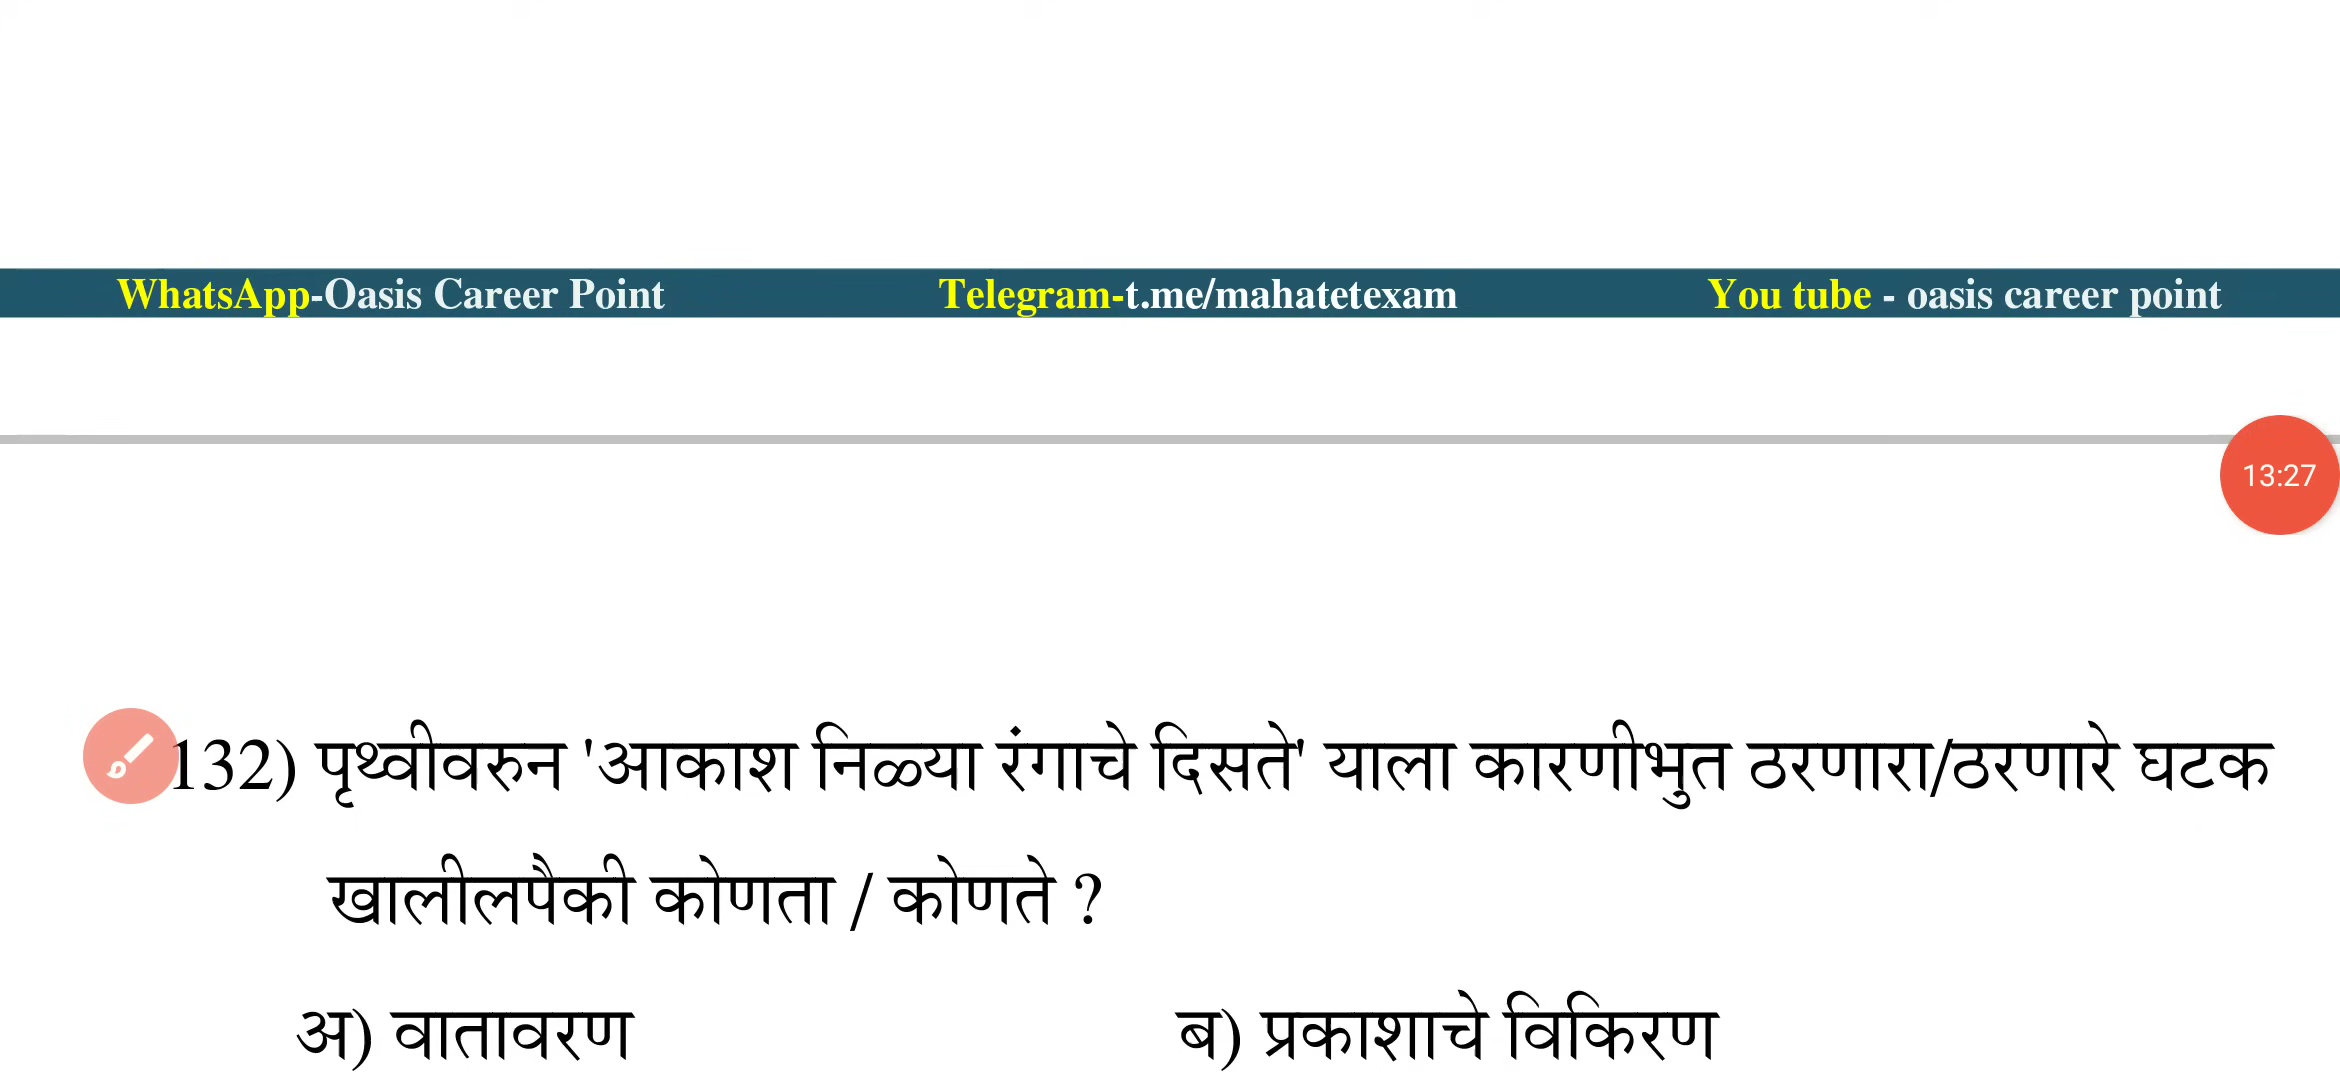 WhatsApp-Oasis Career Point Telegram-t.me/mahatetexam You tube - oasis career point
13:27
132) पृथ्वीवरुन 'आकाश निळ्या रंगाचे दिसते' याला कारणीभुत ठरणारा/ठरणारे घटक
खालीलपैकी कोणता / कोणते ?
अ) वातावरण ब) प्रकाशाचे विकिरण